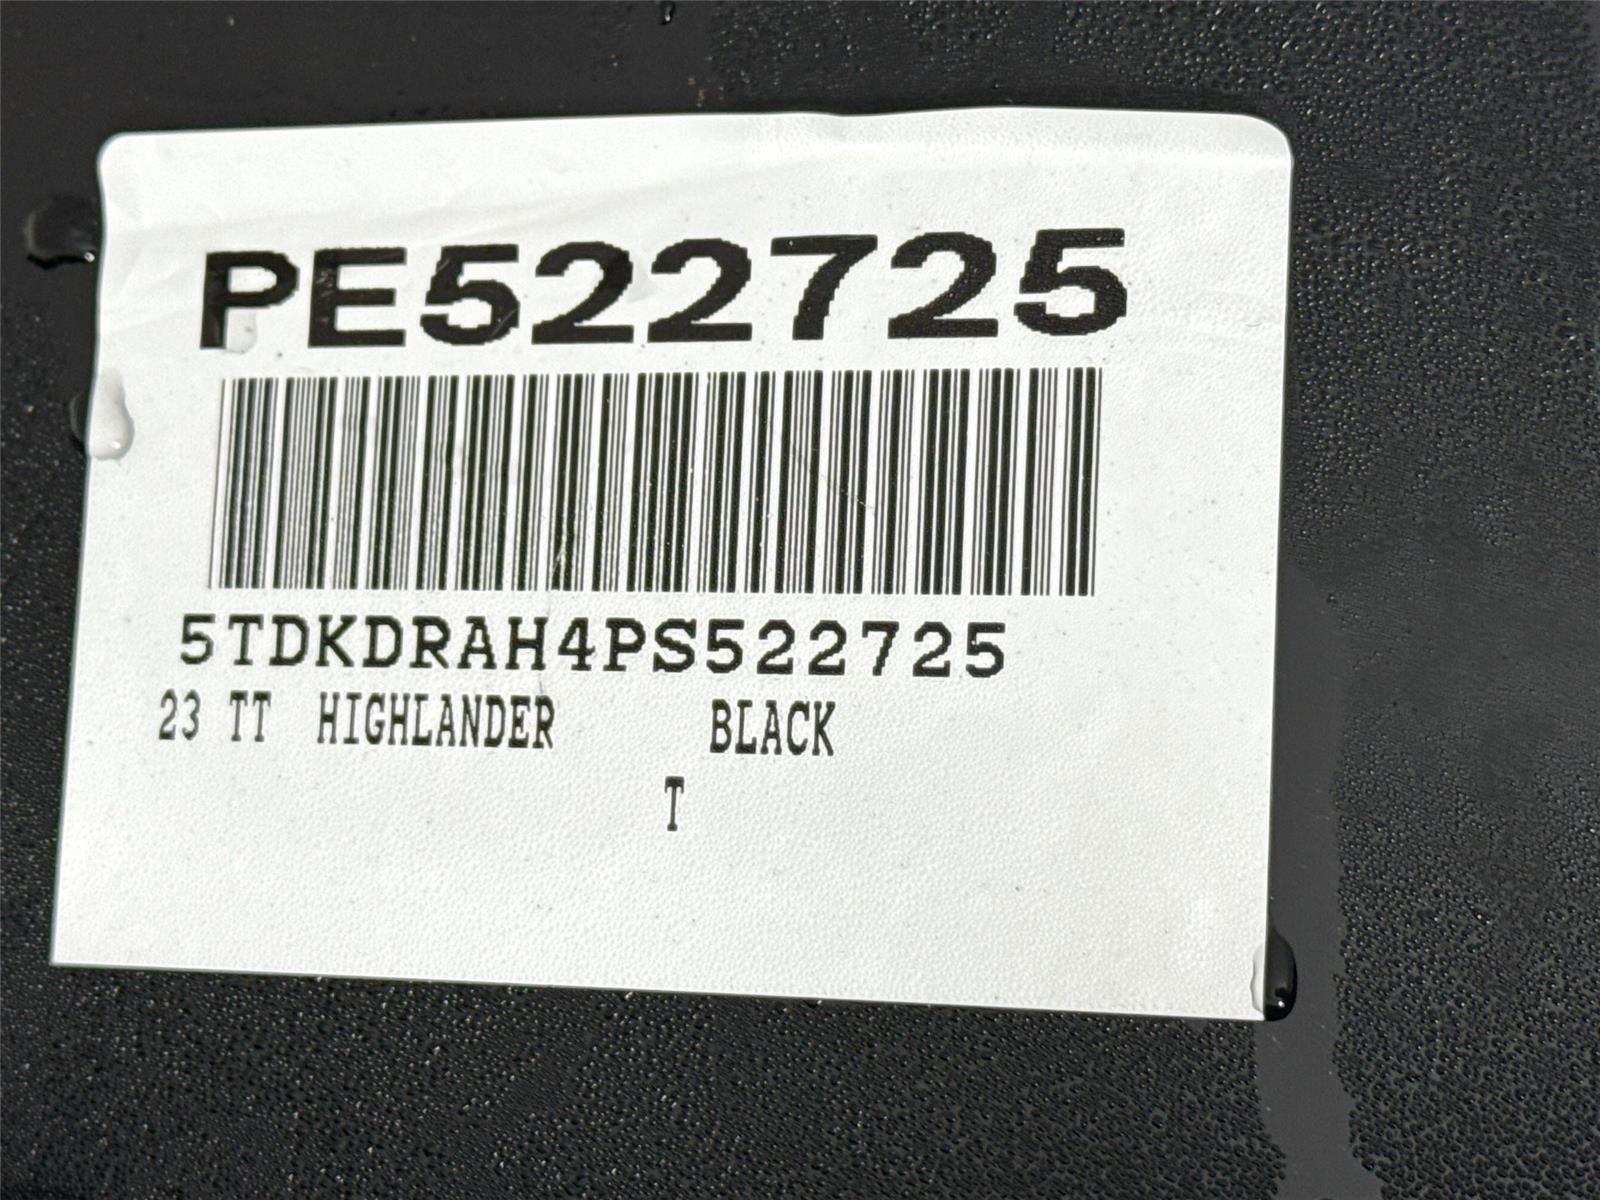 PE522725
5TDKDRAH4PS522725
23 TT HIGHLANDER BLACK
T